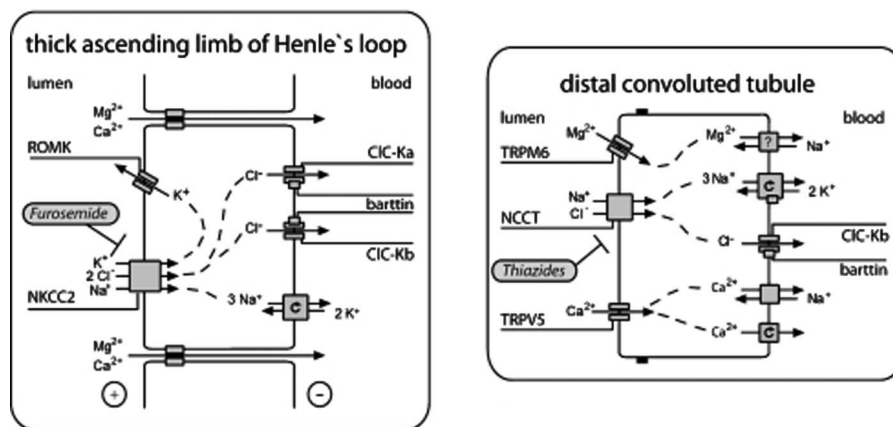 thick ascending limb of Henle`s loop
lumen
blood
Mg²⁺
Ca²⁺
ROMK
K⁺
Cl⁻
ClC-Ka
barttin
Furosemide
Cl⁻
ClC-Kb
K⁺
2 Cl⁻
Na⁺
NKCC2
3 Na⁺
2 K⁺
Mg²⁺
Ca²⁺
+
−
distal convoluted tubule
lumen
blood
Mg²⁺
Mg²⁺
?
Na⁺
TRPM6
3 Na⁺
2 K⁺
Na⁺
Cl⁻
NCCT
Cl⁻
ClC-Kb
barttin
Thiazides
Ca²⁺
Na⁺
Ca²⁺
TRPV5
Ca²⁺